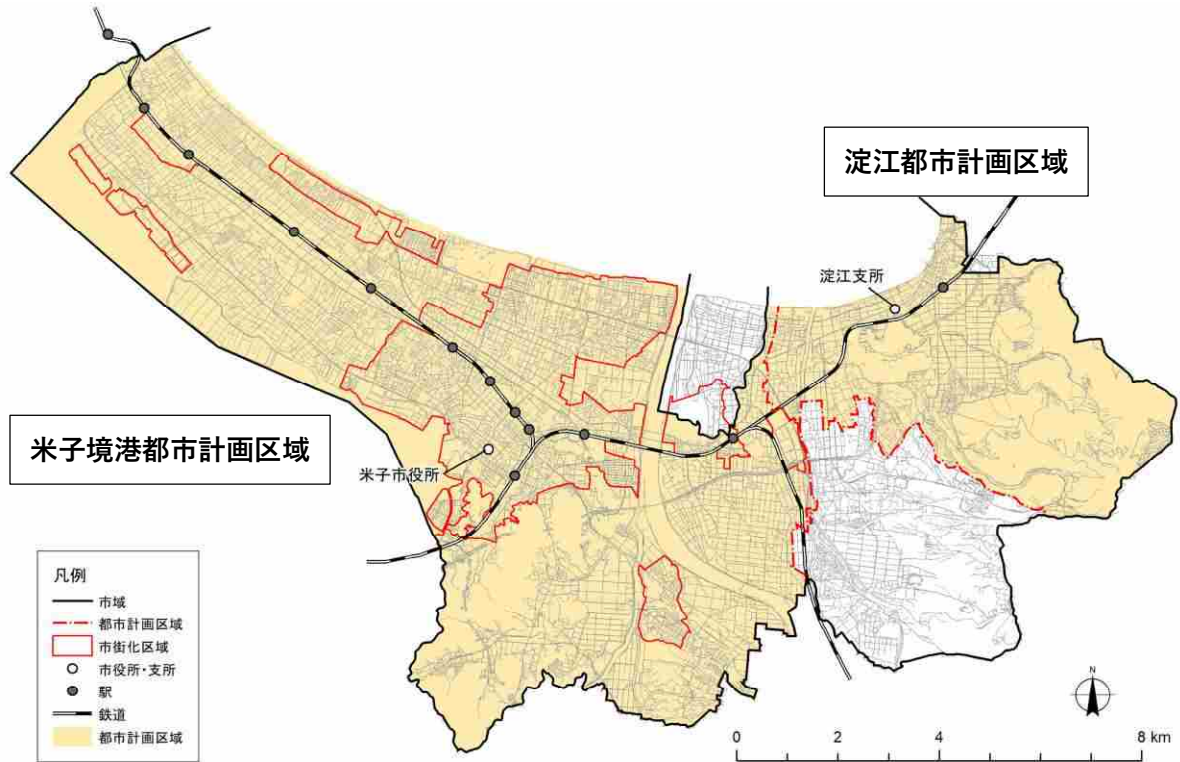 淀江都市計画区域
淀江支所
米子境港都市計画区域
米子市役所
凡例
市域
都市計画区域
市街化区域
市役所・支所
駅
鉄道
都市計画区域
N
0 2 4 8 km